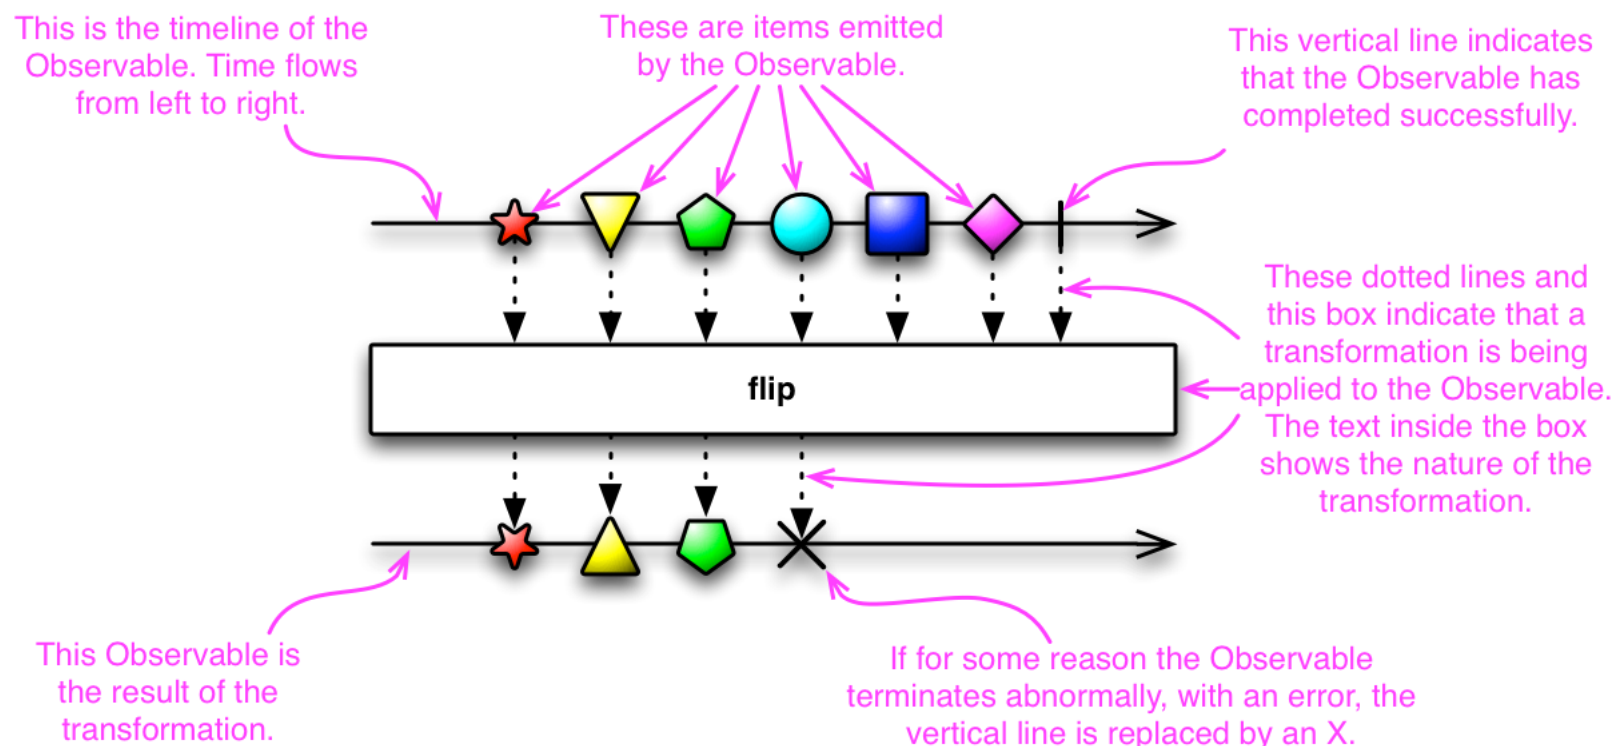 This is the timeline of the
Observable. Time flows
from left to right.
These are items emitted
by the Observable.
This vertical line indicates
that the Observable has
completed successfully.
These dotted lines and
this box indicate that a
transformation is being
applied to the Observable.
The text inside the box
shows the nature of the
transformation.
flip
This Observable is
the result of the
transformation.
If for some reason the Observable
terminates abnormally, with an error, the
vertical line is replaced by an X.